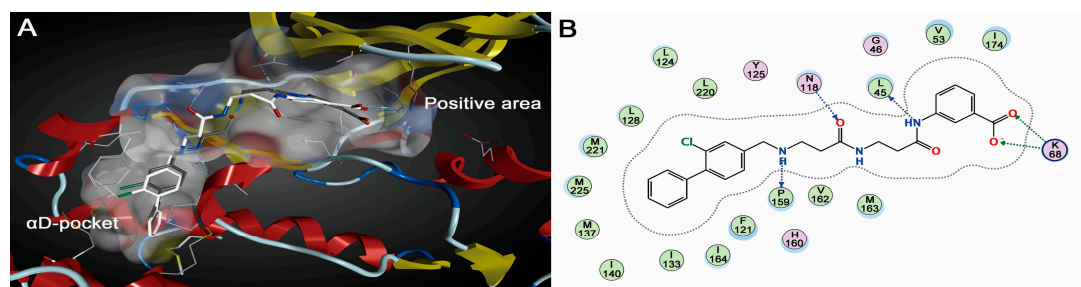 A
Positive area
αD-pocket
B
G
46
V
53
I
174
L
124
Y
125
N
118
L
45
L
220
L
128
M
221
M
225
M
137
I
140
I
133
I
164
F
121
H
160
P
159
V
162
M
163
K
68
Cl
N
H
O
N
H
O
HN
O
O
-